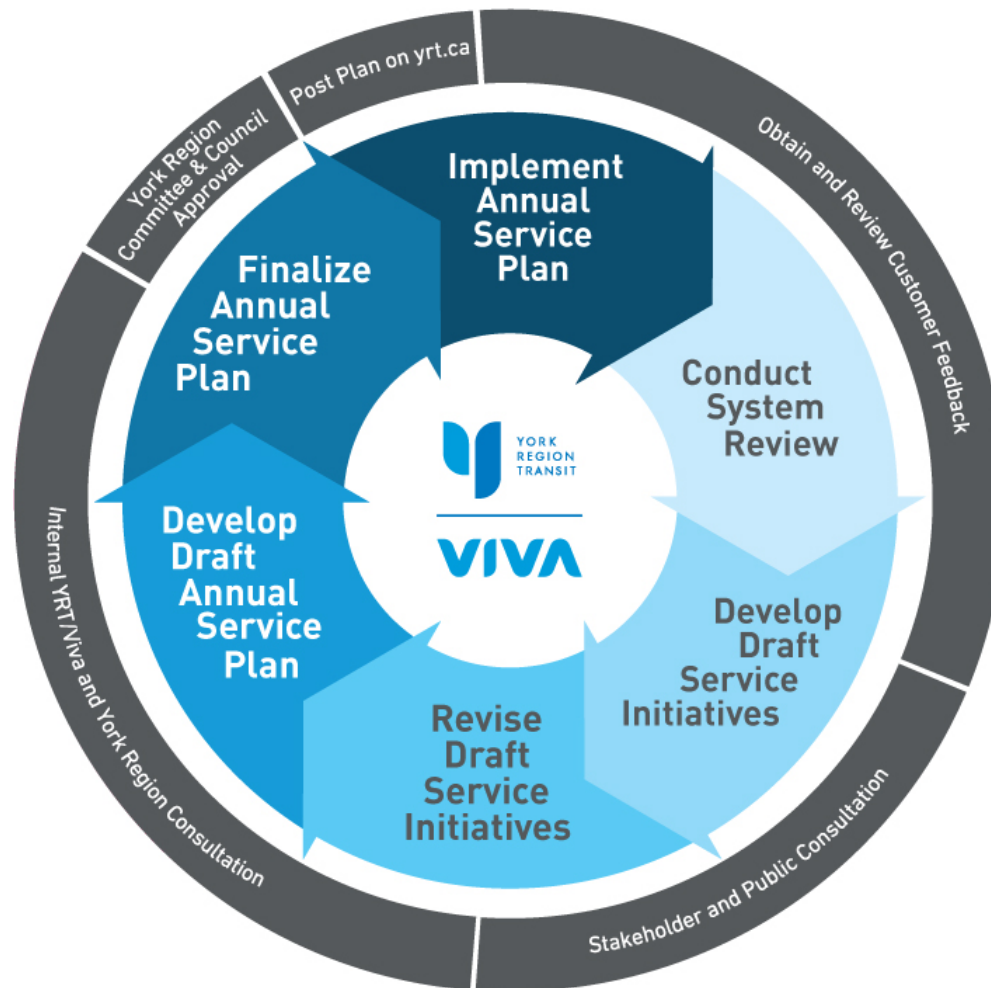 Post Plan on yrt.ca
Obtain and Review Customer Feedback
Stakeholder and Public Consultation
Internal YRT/Viva and York Region Consultation
York Region
Committee & Council
Approval
Implement
Annual
Service
Plan
Conduct
System
Review
Develop
Draft
Service
Initiatives
Revise
Draft
Service
Initiatives
Develop
Draft
Annual
Service
Plan
Finalize
Annual
Service
Plan
YORK
REGION
TRANSIT
VIVA